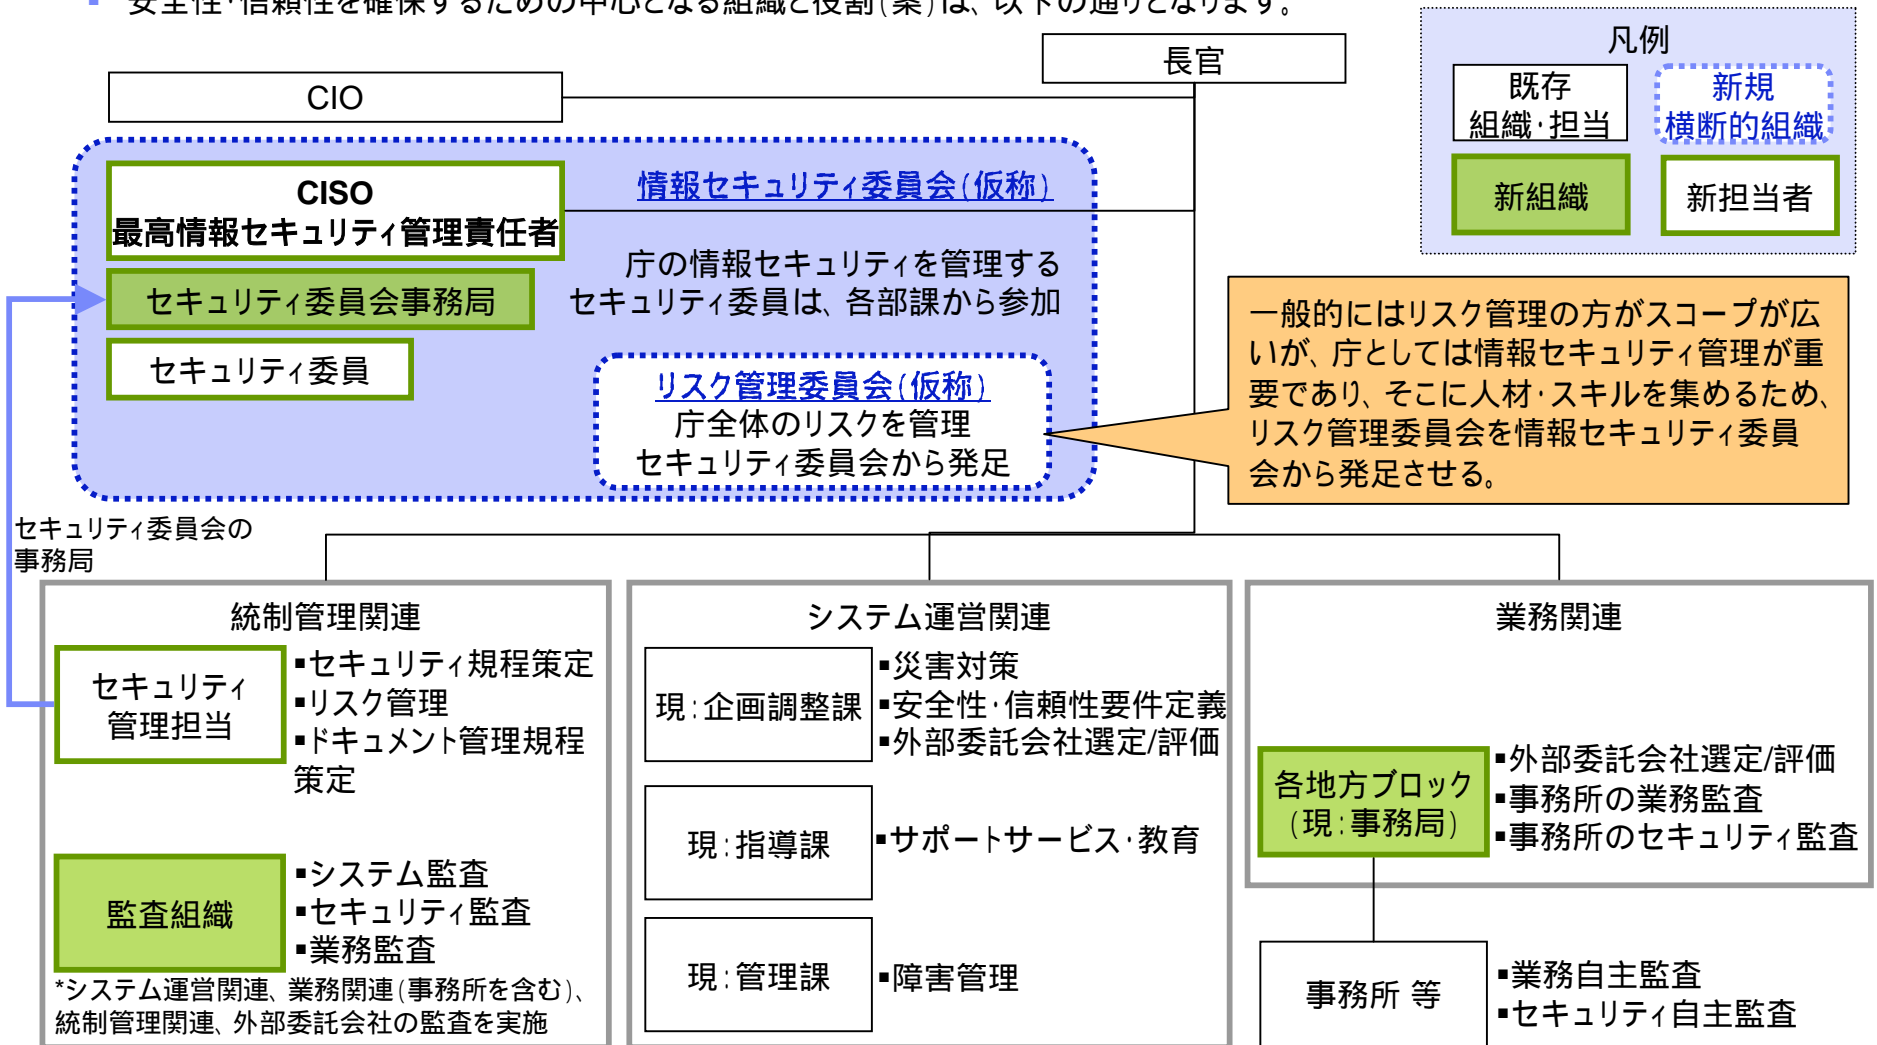 ▪ 安全性･信頼性を確保するための中心となる組織と役割(案)は、以下の通りとなります。
長官
CIO
凡例
既存
組織･担当
新規
横断的組織
新組織
新担当者
CISO
最高情報セキュリティ管理責任者
情報セキュリティ委員会(仮称)
庁の情報セキュリティを管理する
セキュリティ委員は、各部課から参加
セキュリティ委員会事務局
セキュリティ委員
リスク管理委員会(仮称)
庁全体のリスクを管理
セキュリティ委員会から発足
一般的にはリスク管理の方がスコープが広
いが、庁としては情報セキュリティ管理が重
要であり、そこに人材･スキルを集めるため、
リスク管理委員会を情報セキュリティ委員
会から発足させる。
セキュリティ委員会の
事務局
統制管理関連
セキュリティ
管理担当
▪セキュリティ規程策定
▪リスク管理
▪ドキュメント管理規程
策定
監査組織
▪システム監査
▪セキュリティ監査
▪業務監査
*システム運営関連、業務関連(事務所を含む)、
統制管理関連、外部委託会社の監査を実施
システム運営関連
現:企画調整課
▪災害対策
▪安全性･信頼性要件定義
▪外部委託会社選定/評価
現:指導課
▪サポートサービス･教育
現:管理課
▪障害管理
業務関連
各地方ブロック
(現:事務局)
▪外部委託会社選定/評価
▪事務所の業務監査
▪事務所のセキュリティ監査
事務所 等
▪業務自主監査
▪セキュリティ自主監査